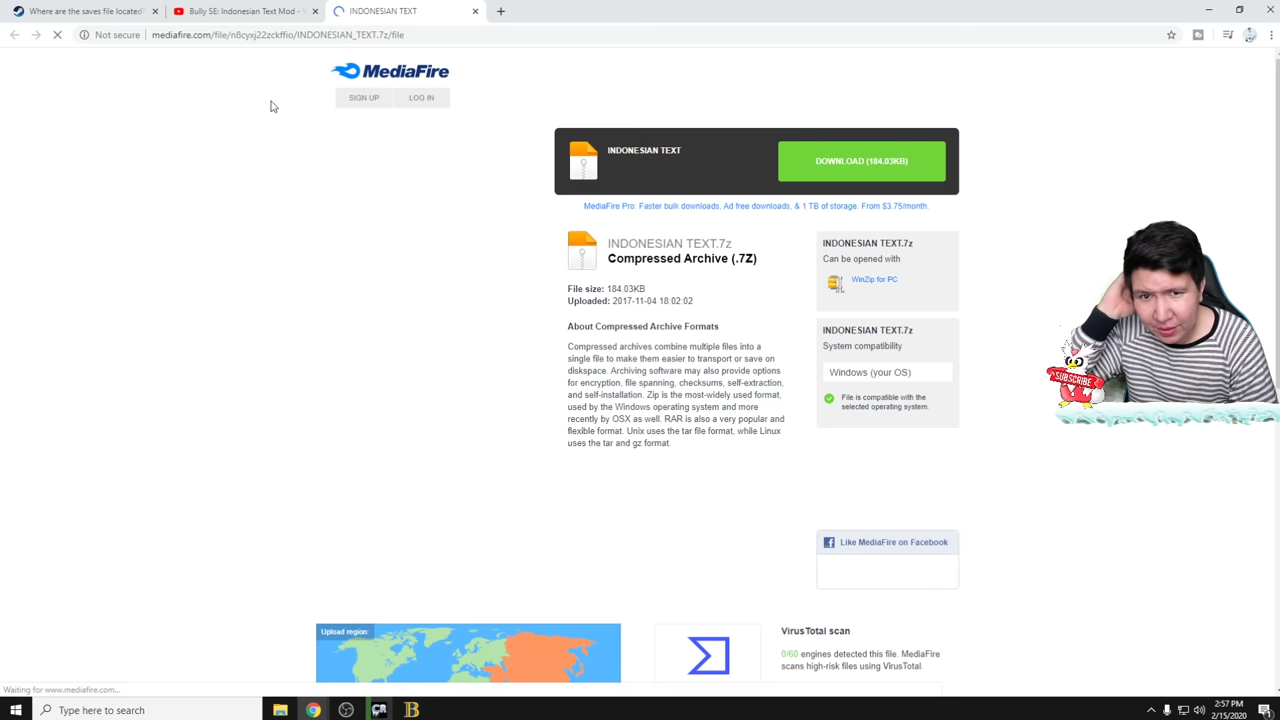 Where are the saves file located?
Bully SE: Indonesian Text Mod - Y
INDONESIAN TEXT
Not secure
mediafire.com/file/n8cyxj22zckffio/INDONESIAN_TEXT.7z/file
MediaFire
SIGN UP
LOG IN
INDONESIAN TEXT
DOWNLOAD (184.03KB)
MediaFire Pro: Faster bulk downloads, Ad free downloads, & 1 TB of storage. From $3.75/month.
INDONESIAN TEXT.7z
Compressed Archive (.7Z)
File size: 184.03KB
Uploaded: 2017-11-04 18:02:02
About Compressed Archive Formats
Compressed archives combine multiple files into a
single file to make them easier to transport or save on
diskspace. Archiving software may also provide options
for encryption, file spanning, checksums, self-extraction,
and self-installation. Zip is the most-widely used format,
used by the Windows operating system and more
recently by OSX as well. RAR is also a very popular and
flexible format. Unix uses the tar file format, while Linux
uses the tar and gz format.
INDONESIAN TEXT.7z
Can be opened with
WinZip for PC
INDONESIAN TEXT.7z
System compatibility
Windows (your OS)
File is compatible with the
selected operating system.
SUBSCRIBE
Like MediaFire on Facebook
Upload region:
VirusTotal scan
0/60 engines detected this file. MediaFire
scans high-risk files using VirusTotal.
Waiting for www.mediafire.com...
Type here to search
2:57 PM
2/15/2020